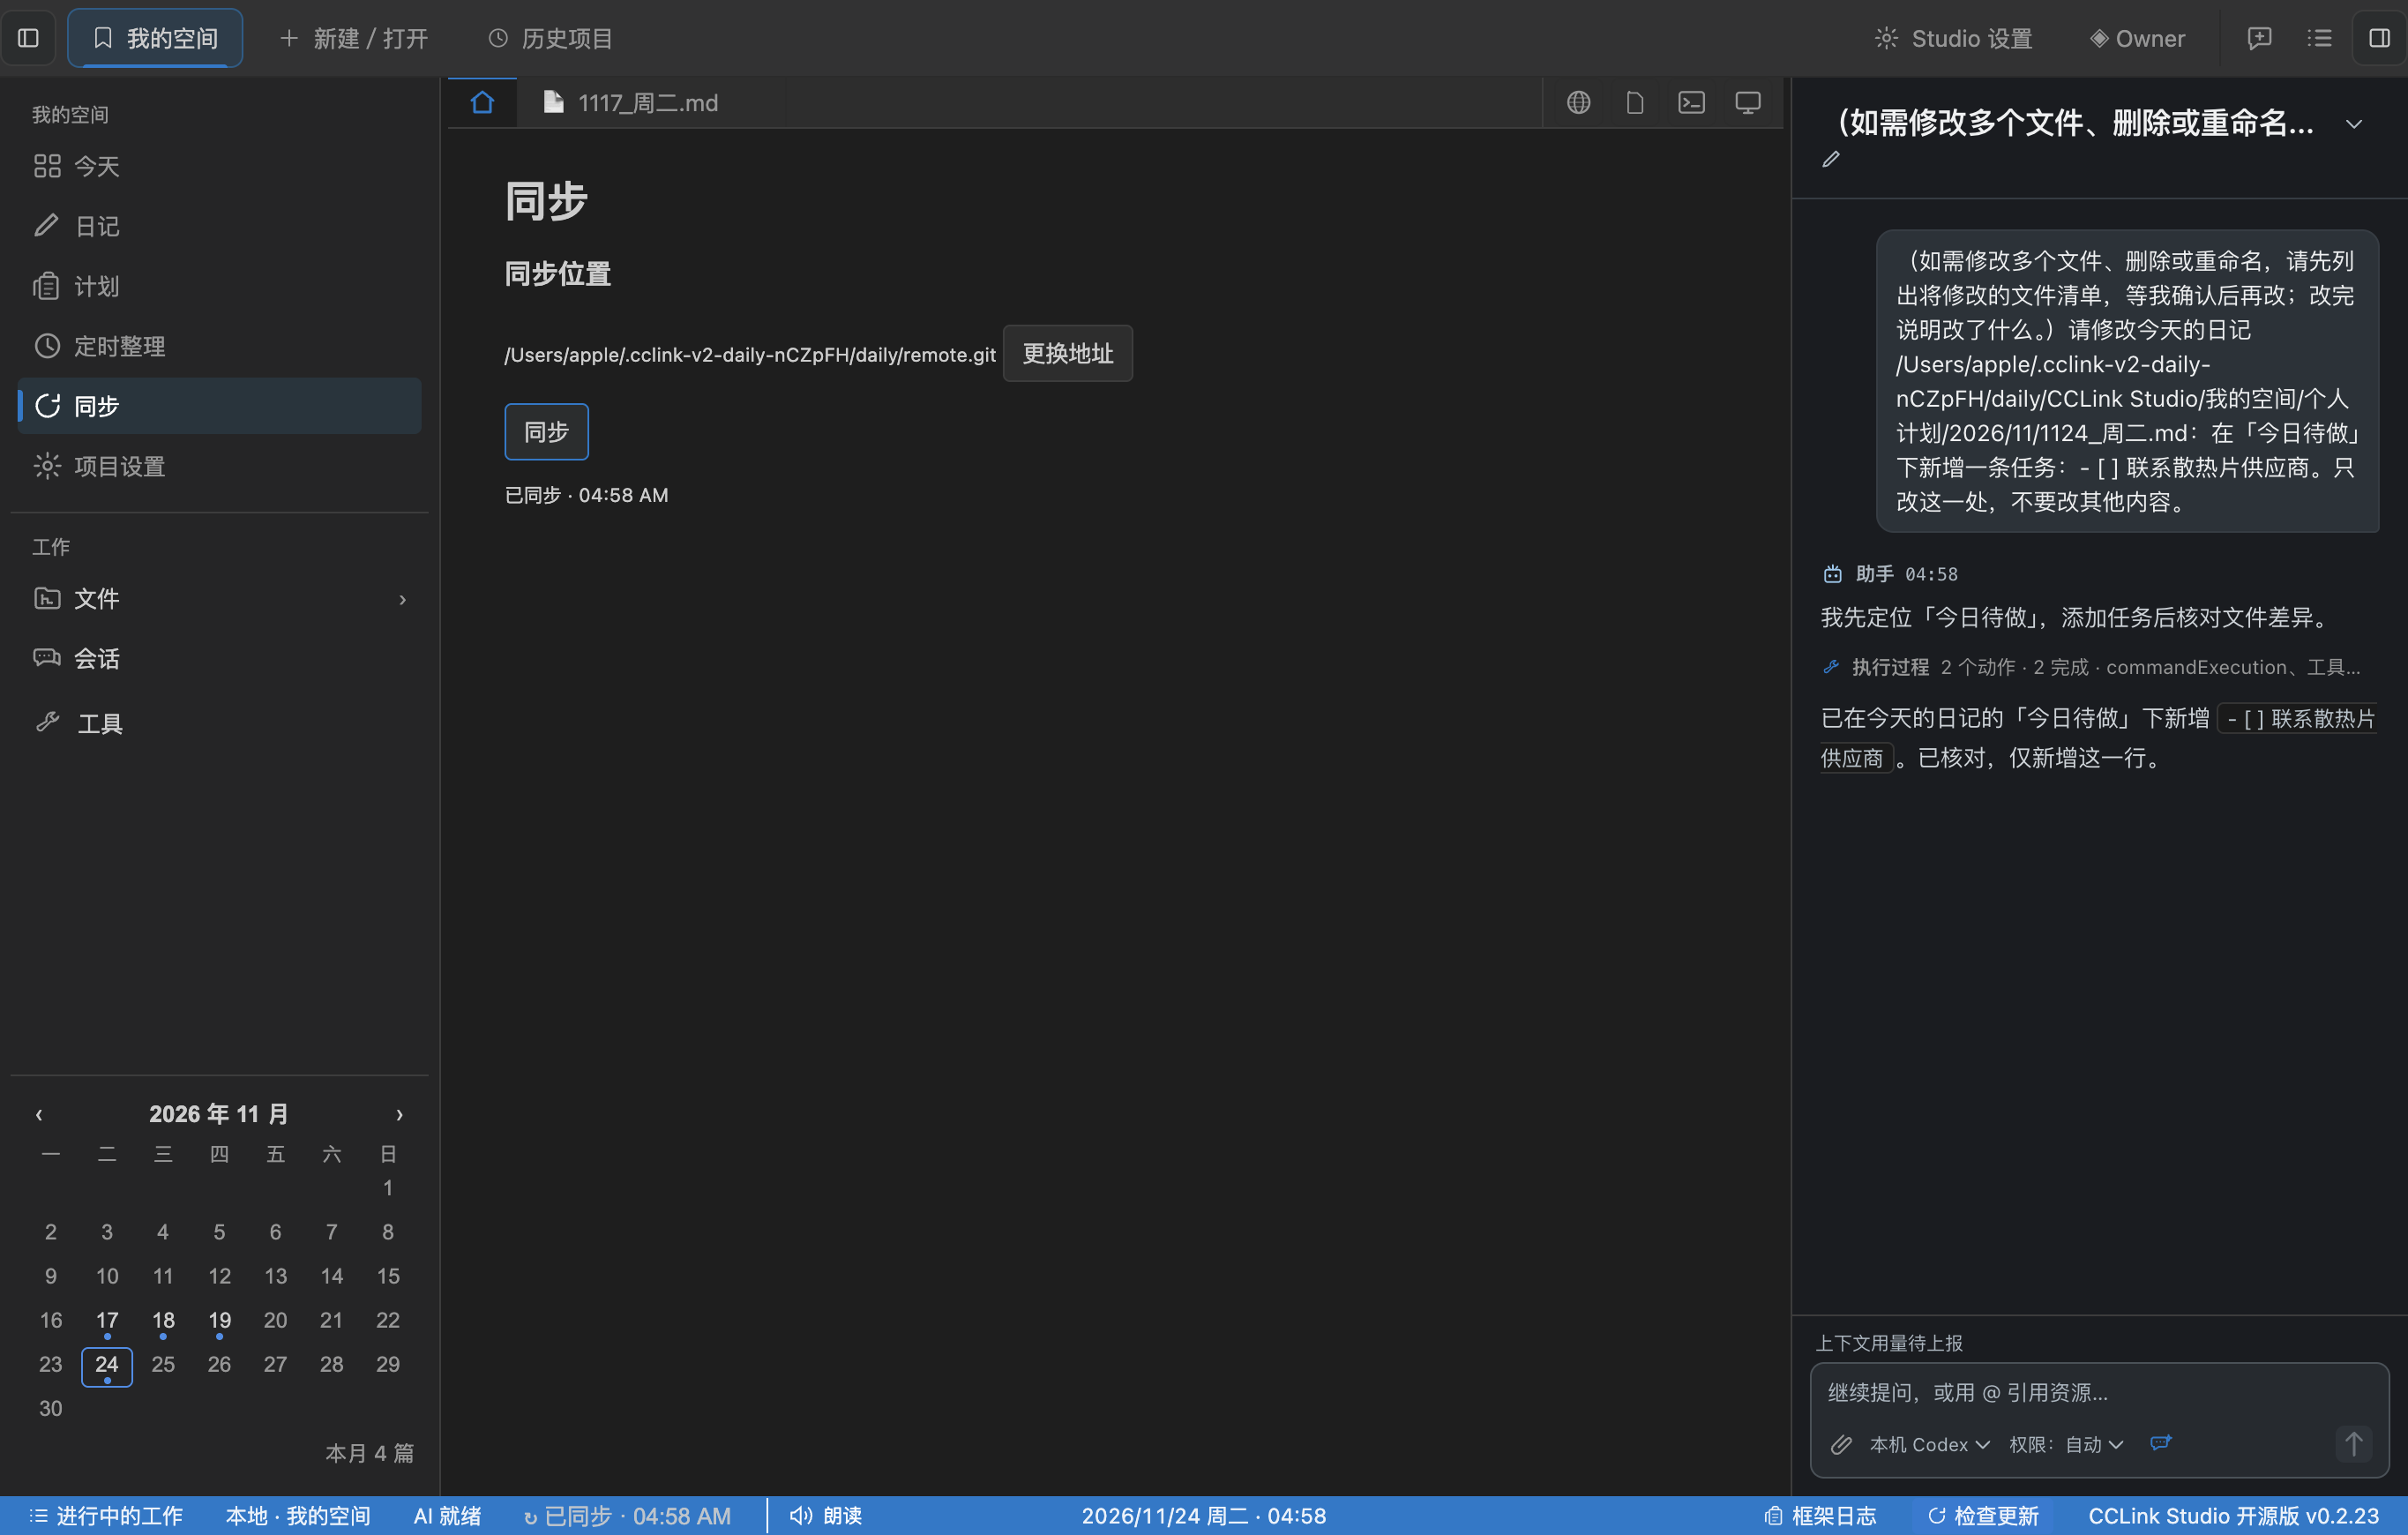 我的空间
新建 / 打开
历史项目
Studio 设置
Owner
我的空间
今天
日记
计划
定时整理
同步
项目设置
工作
文件
会话
工具
2026 年 11 月
一 二 三 四 五 六 日
1
2 3 4 5 6 7 8
9 10 11 12 13 14 15
16 17 18 19 20 21 22
23 24 25 26 27 28 29
30
本月 4 篇
1117_周二.md
同步
同步位置
/Users/apple/.cclink-v2-daily-nCZpFH/daily/remote.git 更换地址
同步
已同步 · 04:58 AM
（如需修改多个文件、删除或重命名...
（如需修改多个文件、删除或重命名，请先列
出将修改的文件清单，等我确认后再改；改完
说明改了什么。）请修改今天的日记
/Users/apple/.cclink-v2-daily-
nCZpFH/daily/CCLink Studio/我的空间/个人
计划/2026/11/1124_周二.md：在「今日待做」
下新增一条任务：- [ ] 联系散热片供应商。只
改这一处，不要改其他内容。
助手 04:58
我先定位「今日待做」，添加任务后核对文件差异。
执行过程 2 个动作 · 2 完成 · commandExecution、工具...
已在今天的日记的「今日待做」下新增 - [ ] 联系散热片
供应商。已核对，仅新增这一行。
上下文用量待上报
继续提问，或用 @ 引用资源...
本机 Codex 权限：自动
进行中的工作 本地 · 我的空间 AI 就绪 已同步 · 04:58 AM 朗读 2026/11/24 周二 · 04:58 框架日志 检查更新 CCLink Studio 开源版 v0.2.23